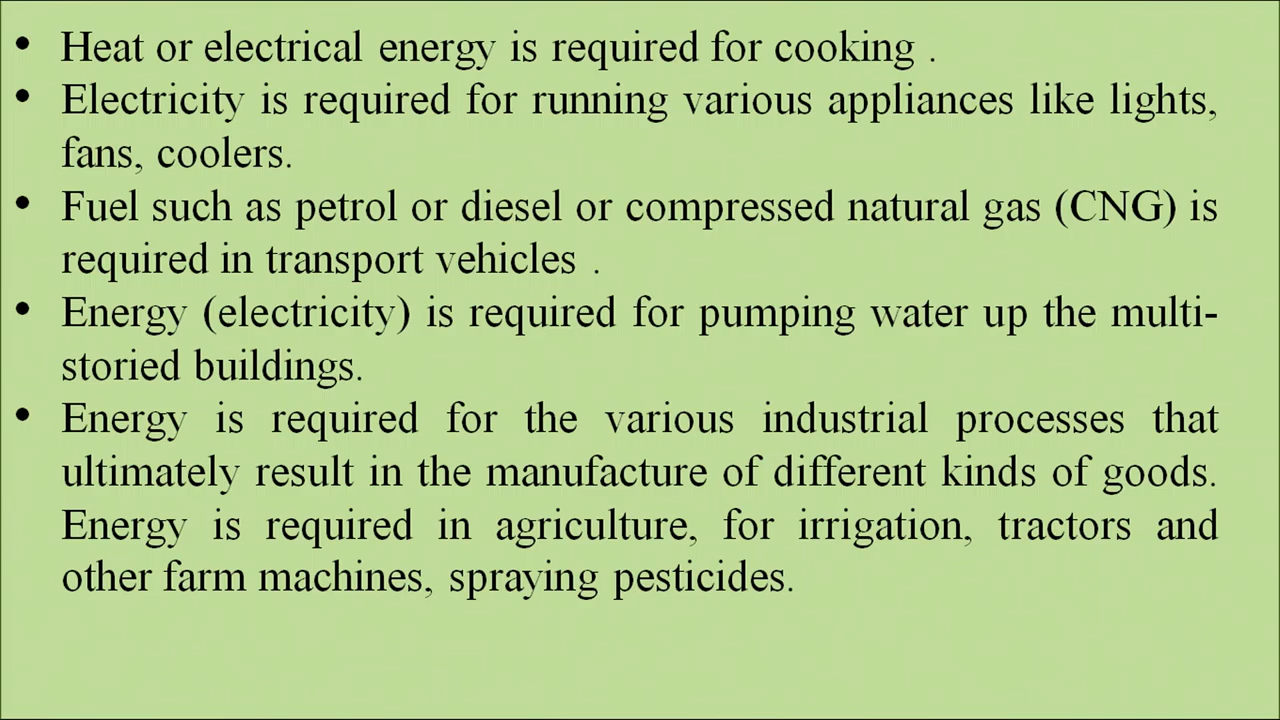 • Heat or electrical energy is required for cooking .
• Electricity is required for running various appliances like lights,
fans, coolers.
• Fuel such as petrol or diesel or compressed natural gas (CNG) is
required in transport vehicles .
• Energy (electricity) is required for pumping water up the multi-
storied buildings.
• Energy is required for the various industrial processes that
ultimately result in the manufacture of different kinds of goods.
Energy is required in agriculture, for irrigation, tractors and
other farm machines, spraying pesticides.